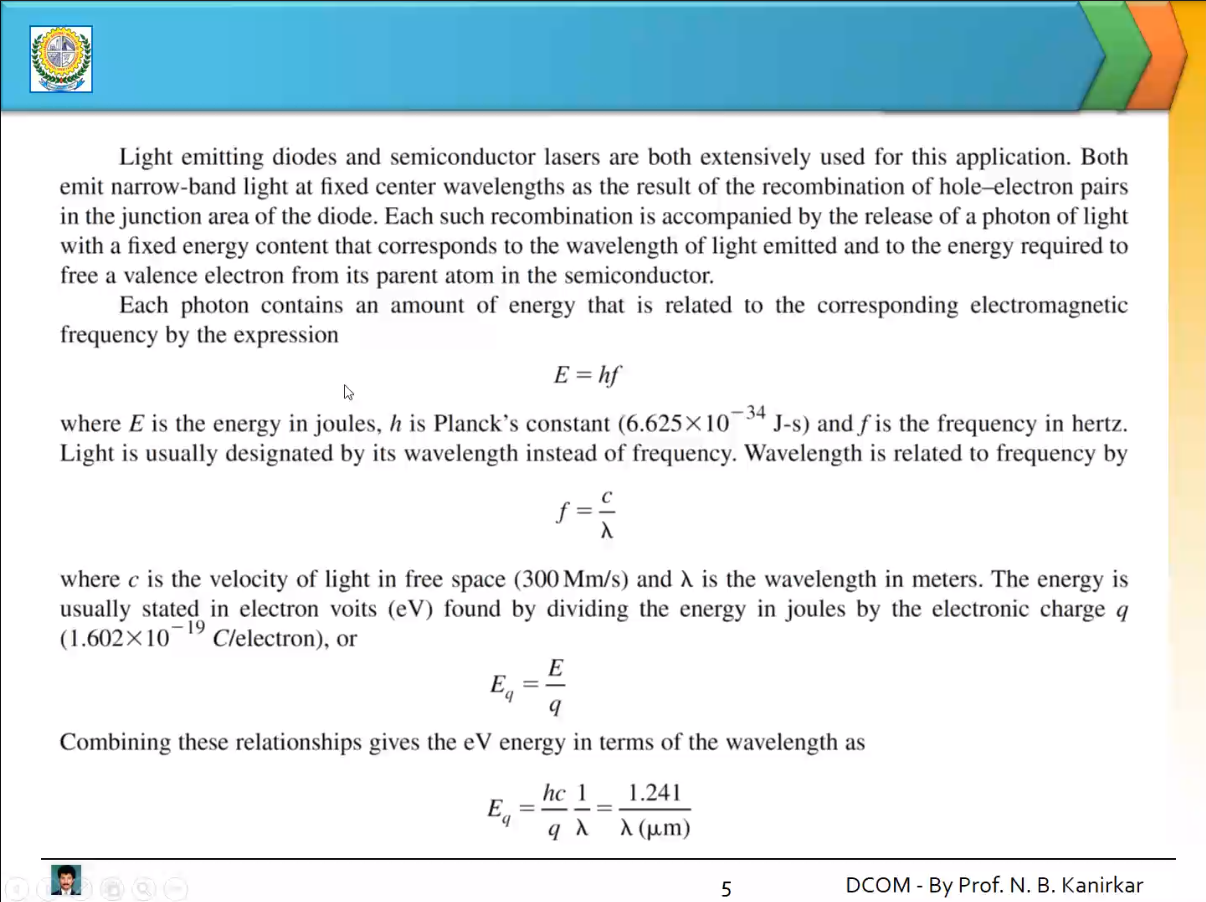 Light emitting diodes and semiconductor lasers are both extensively used for this application. Both
emit narrow-band light at fixed center wavelengths as the result of the recombination of hole–electron pairs
in the junction area of the diode. Each such recombination is accompanied by the release of a photon of light
with a fixed energy content that corresponds to the wavelength of light emitted and to the energy required to
free a valence electron from its parent atom in the semiconductor.
Each photon contains an amount of energy that is related to the corresponding electromagnetic
frequency by the expression
E = hf
where E is the energy in joules, h is Planck's constant (6.625×10⁻³⁴ J-s) and f is the frequency in hertz.
Light is usually designated by its wavelength instead of frequency. Wavelength is related to frequency by
f = c/λ
where c is the velocity of light in free space (300 Mm/s) and λ is the wavelength in meters. The energy is
usually stated in electron voits (eV) found by dividing the energy in joules by the electronic charge q
(1.602×10⁻¹⁹ C/electron), or
E_q = E/q
Combining these relationships gives the eV energy in terms of the wavelength as
E_q = hc/q 1/λ = 1.241/λ (μm)
5
DCOM - By Prof. N. B. Kanirkar